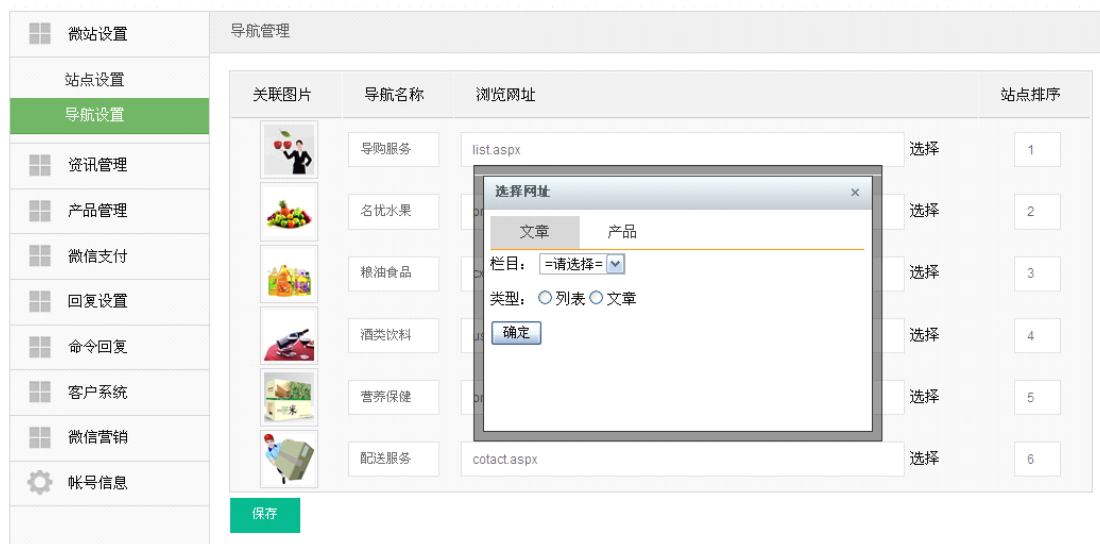 微站设置
站点设置
导航设置
资讯管理
产品管理
微信支付
回复设置
命令回复
客户系统
微信营销
帐号信息
导航管理
关联图片 导航名称 浏览网址 站点排序
导购服务 list.aspx 选择 1
名优水果 选择 2
粮油食品 选择 3
酒类饮料 选择 4
营养保健 选择 5
配送服务 cotact.aspx 选择 6
选择网址 ×
文章 产品
栏目： =请选择=
类型： 列表 文章
确定
保存